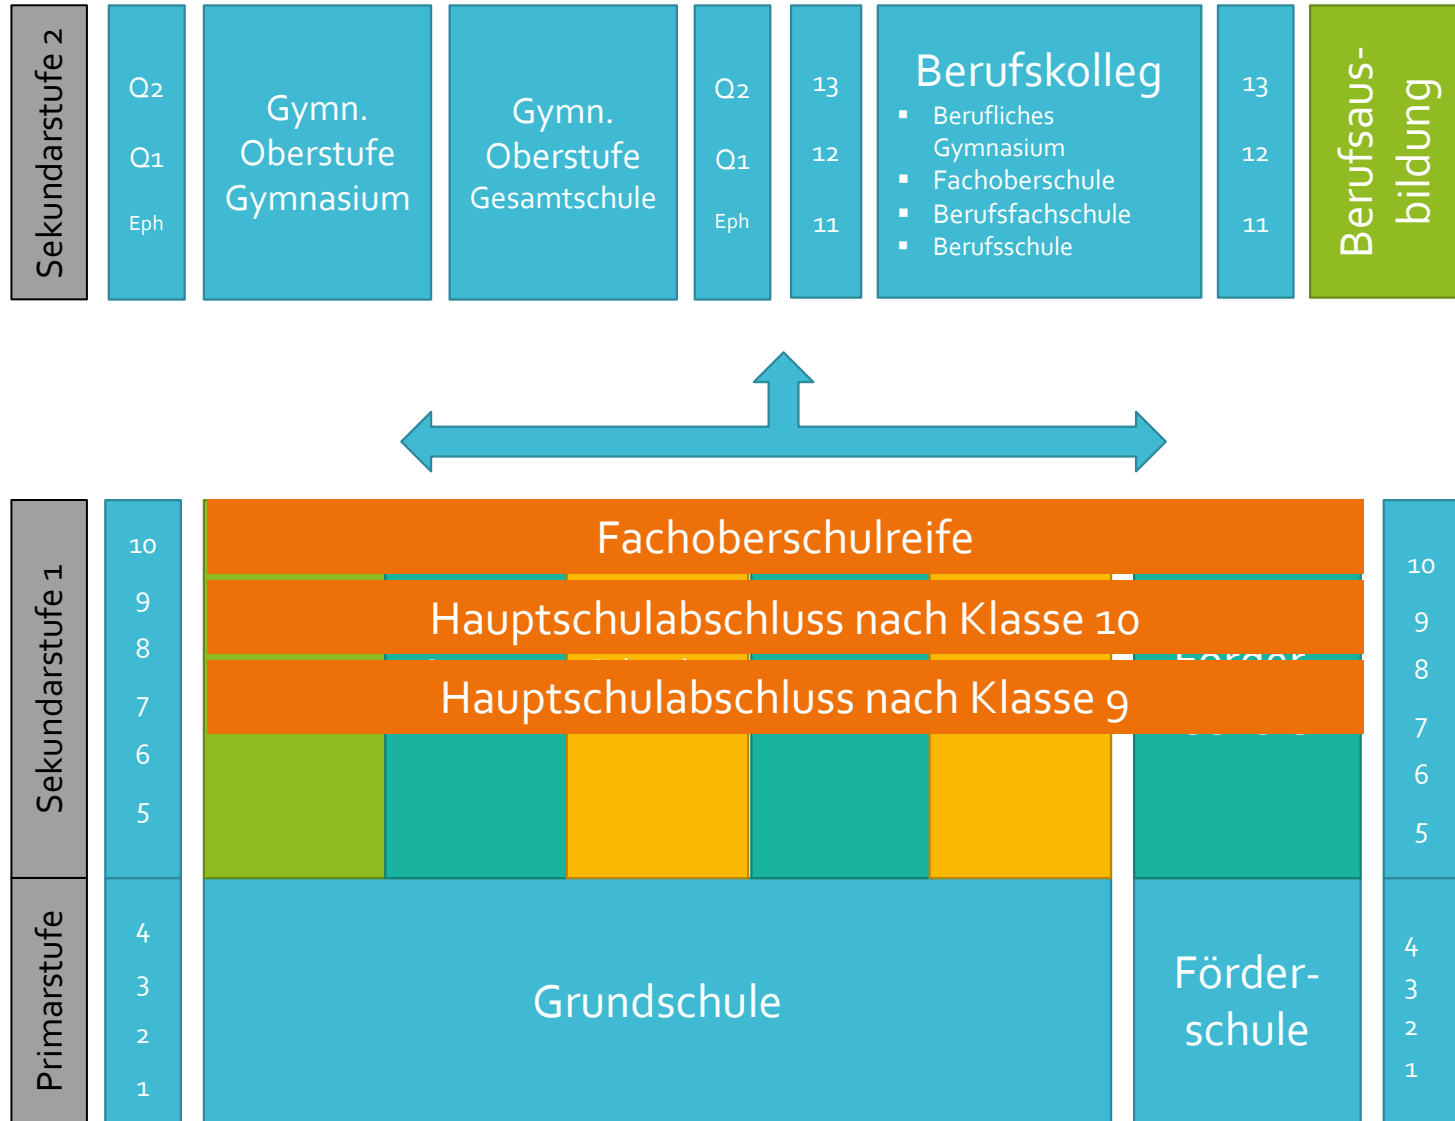 Sekundarstufe 2
Q2
Q1
Eph
Gymn.
Oberstufe
Gymnasium
Gymn.
Oberstufe
Gesamtschule
Q2
Q1
Eph
13
12
11
Berufskolleg
▪ Berufliches
Gymnasium
▪ Fachoberschule
▪ Berufsfachschule
▪ Berufsschule
13
12
11
Berufsaus-
bildung
Sekundarstufe 1
10
9
8
7
6
5
Fachoberschulreife
Hauptschulabschluss nach Klasse 10
Hauptschulabschluss nach Klasse 9
10
9
8
7
6
5
Primarstufe
4
3
2
1
Grundschule
Förder-
schule
4
3
2
1